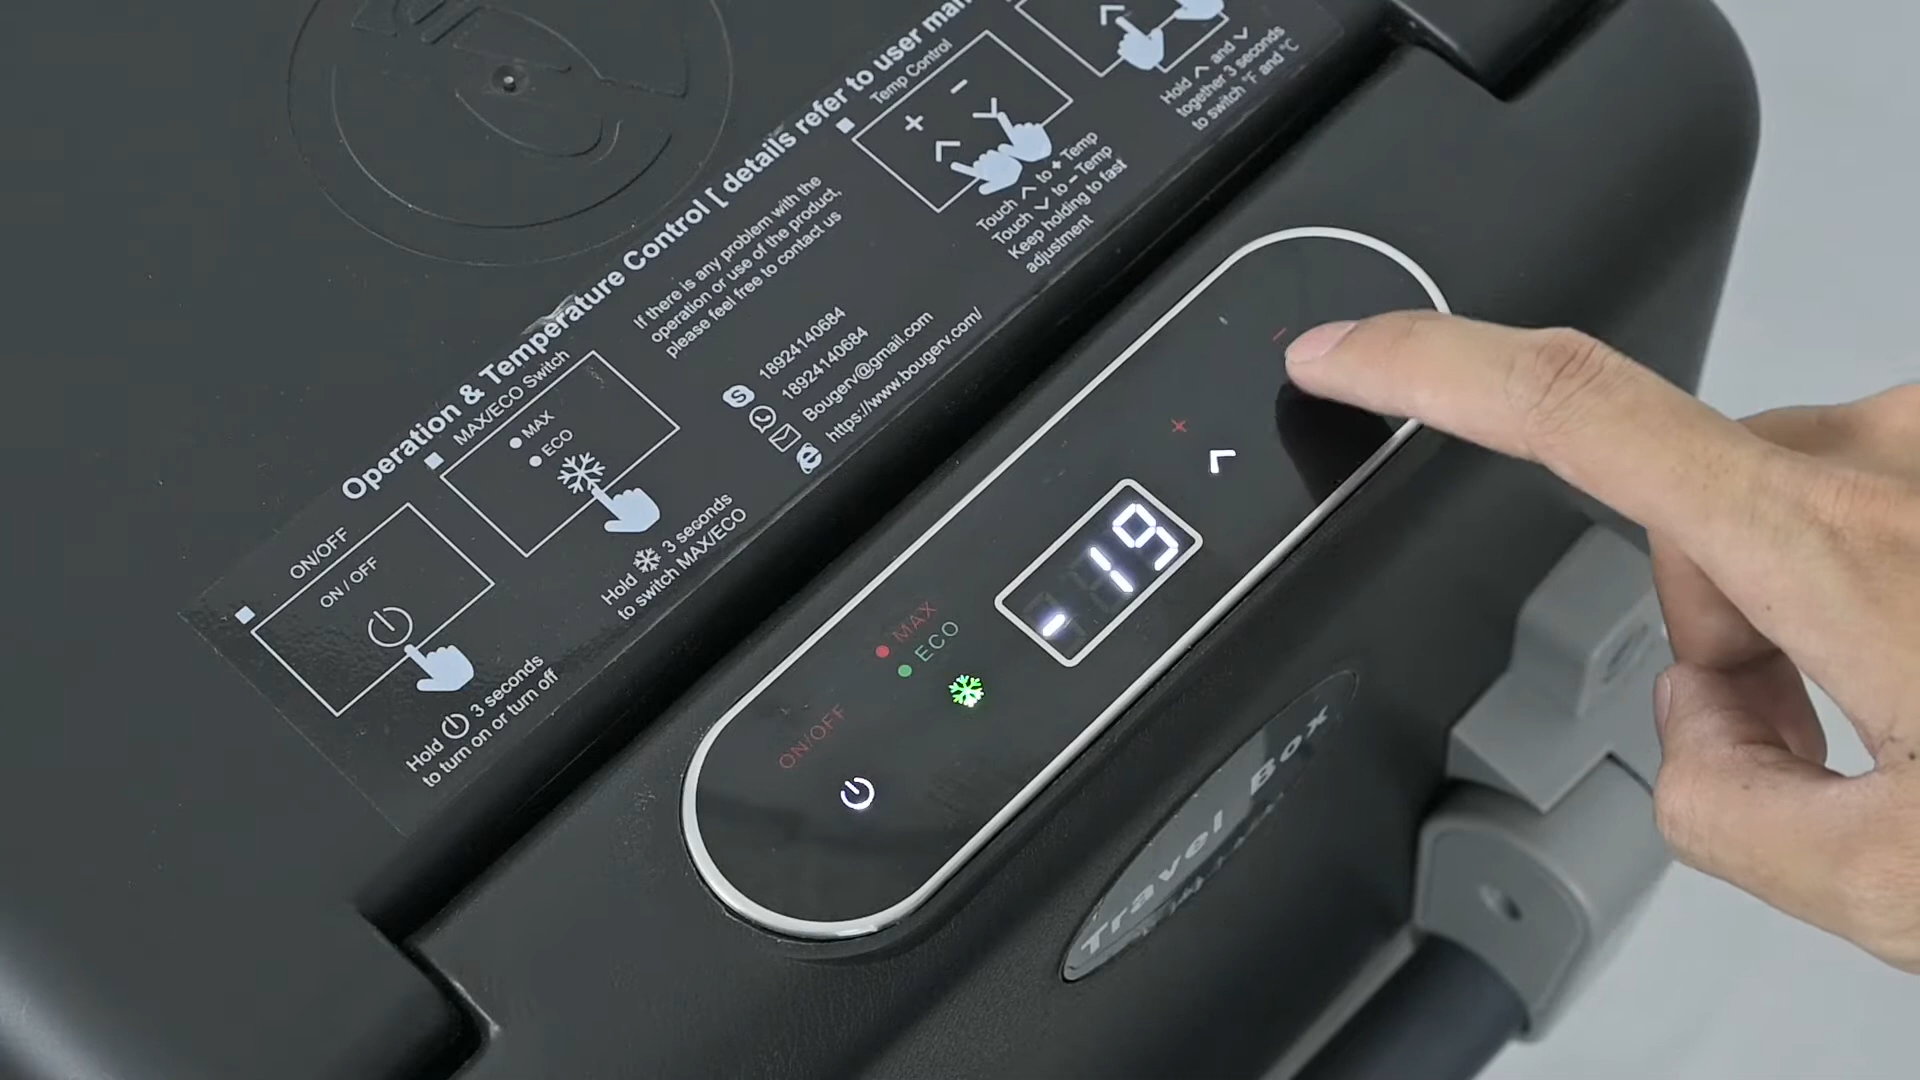 Operation & Temperature Control [ details refer to user
ON/OFF
ON / OFF
Hold 3 seconds
to turn on or turn off
MAX/ECO Switch
MAX
ECO
Hold 3 seconds
to switch MAX/ECO
If there is any problem with the
operation or use of the product,
please feel free to contact us
18924140684
18924140684
Bougerv@gmail.com
https://www.bougerv.com/
Temp Control
+ -
Touch to + Temp
Touch to - Temp
Keep holding to fast
adjustment
Hold and
together 3 seconds
to switch °F and °C
ON/OFF
MAX
ECO
-19
+
-
Travel Box